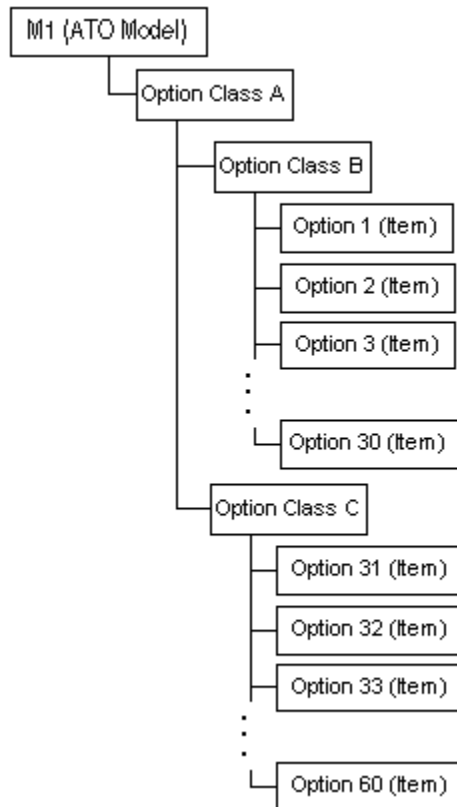 M1 (ATO Model)
Option Class A
Option Class B
Option 1 (Item)
Option 2 (Item)
Option 3 (Item)
Option 30 (Item)
Option Class C
Option 31 (Item)
Option 32 (Item)
Option 33 (Item)
Option 60 (Item)